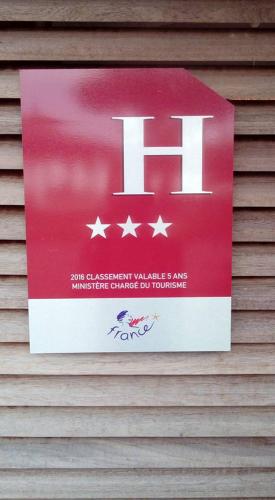 H
2016 CLASSEMENT VALABLE 5 ANS
MINISTÈRE CHARGÉ DU TOURISME
france